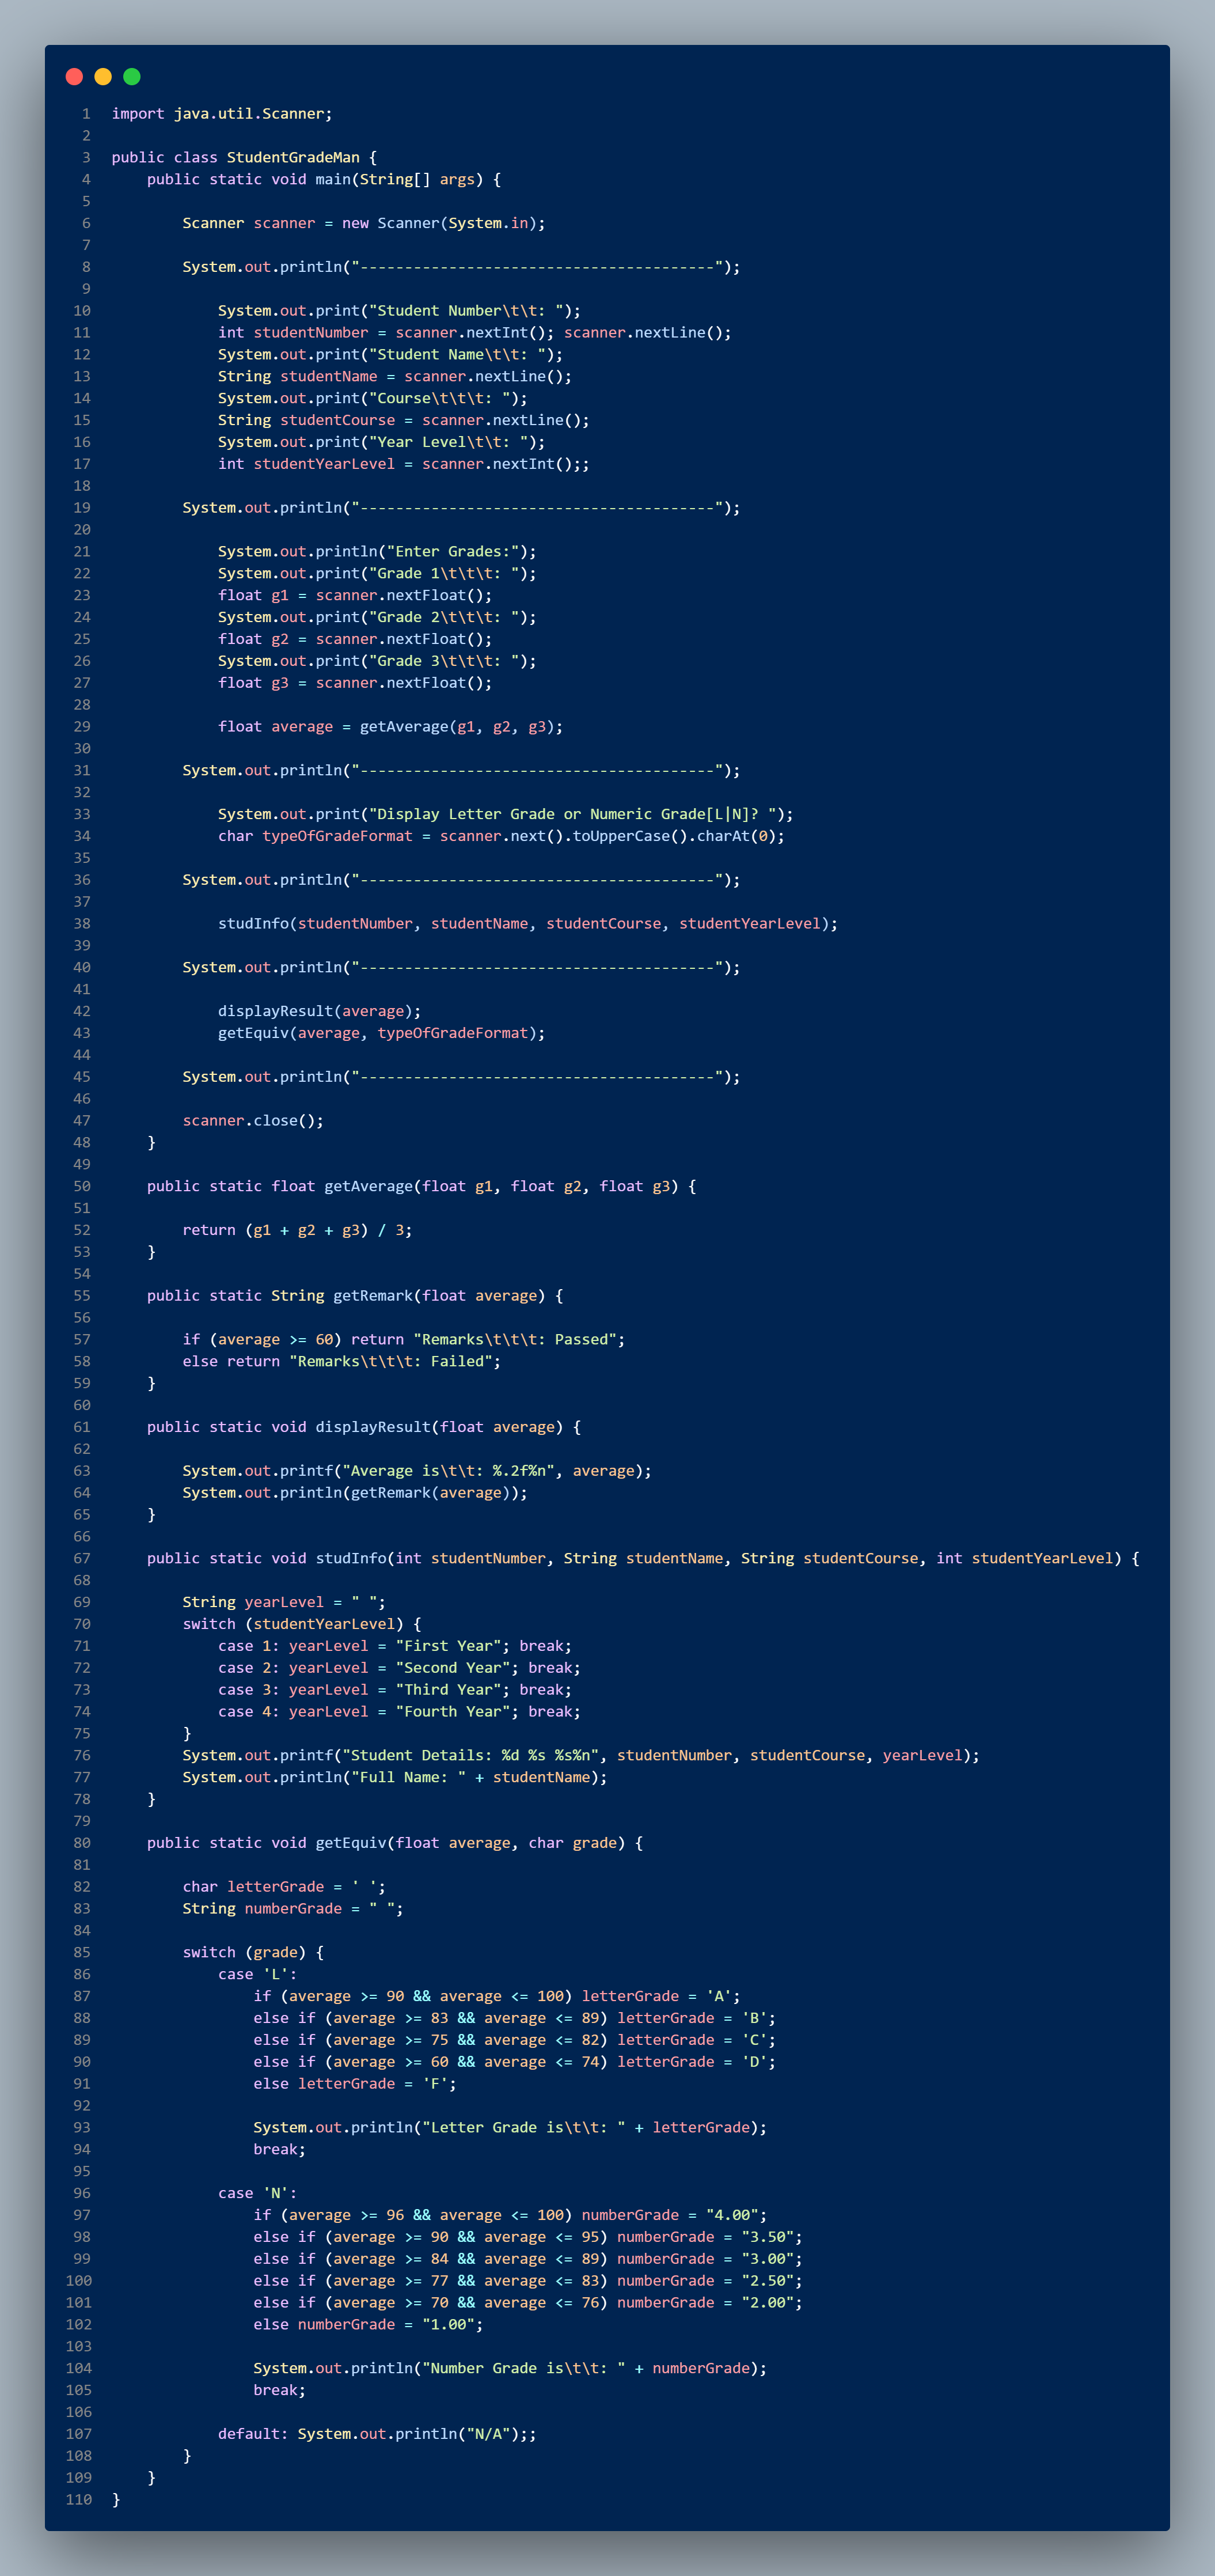 1 import java.util.Scanner;
2
3 public class StudentGradeMan {
4     public static void main(String[] args) {
5
6         Scanner scanner = new Scanner(System.in);
7
8         System.out.println("----------------------------------------");
9
10             System.out.print("Student Number\t\t: ");
11             int studentNumber = scanner.nextInt(); scanner.nextLine();
12             System.out.print("Student Name\t\t: ");
13             String studentName = scanner.nextLine();
14             System.out.print("Course\t\t\t: ");
15             String studentCourse = scanner.nextLine();
16             System.out.print("Year Level\t\t: ");
17             int studentYearLevel = scanner.nextInt();;
18
19         System.out.println("----------------------------------------");
20
21             System.out.println("Enter Grades:");
22             System.out.print("Grade 1\t\t\t: ");
23             float g1 = scanner.nextFloat();
24             System.out.print("Grade 2\t\t\t: ");
25             float g2 = scanner.nextFloat();
26             System.out.print("Grade 3\t\t\t: ");
27             float g3 = scanner.nextFloat();
28
29             float average = getAverage(g1, g2, g3);
30
31         System.out.println("----------------------------------------");
32
33             System.out.print("Display Letter Grade or Numeric Grade[L|N]? ");
34             char typeOfGradeFormat = scanner.next().toUpperCase().charAt(0);
35
36         System.out.println("----------------------------------------");
37
38             studInfo(studentNumber, studentName, studentCourse, studentYearLevel);
39
40         System.out.println("----------------------------------------");
41
42             displayResult(average);
43             getEquiv(average, typeOfGradeFormat);
44
45         System.out.println("----------------------------------------");
46
47         scanner.close();
48     }
49
50     public static float getAverage(float g1, float g2, float g3) {
51
52         return (g1 + g2 + g3) / 3;
53     }
54
55     public static String getRemark(float average) {
56
57         if (average >= 60) return "Remarks\t\t\t: Passed";
58         else return "Remarks\t\t\t: Failed";
59     }
60
61     public static void displayResult(float average) {
62
63         System.out.printf("Average is\t\t: %.2f%n", average);
64         System.out.println(getRemark(average));
65     }
66
67     public static void studInfo(int studentNumber, String studentName, String studentCourse, int studentYearLevel) {
68
69         String yearLevel = " ";
70         switch (studentYearLevel) {
71             case 1: yearLevel = "First Year"; break;
72             case 2: yearLevel = "Second Year"; break;
73             case 3: yearLevel = "Third Year"; break;
74             case 4: yearLevel = "Fourth Year"; break;
75         }
76         System.out.printf("Student Details: %d %s %s%n", studentNumber, studentCourse, yearLevel);
77         System.out.println("Full Name: " + studentName);
78     }
79
80     public static void getEquiv(float average, char grade) {
81
82         char letterGrade = ' ';
83         String numberGrade = " ";
84
85         switch (grade) {
86             case 'L':
87                 if (average >= 90 && average <= 100) letterGrade = 'A';
88                 else if (average >= 83 && average <= 89) letterGrade = 'B';
89                 else if (average >= 75 && average <= 82) letterGrade = 'C';
90                 else if (average >= 60 && average <= 74) letterGrade = 'D';
91                 else letterGrade = 'F';
92
93                 System.out.println("Letter Grade is\t\t: " + letterGrade);
94                 break;
95
96             case 'N':
97                 if (average >= 96 && average <= 100) numberGrade = "4.00";
98                 else if (average >= 90 && average <= 95) numberGrade = "3.50";
99                 else if (average >= 84 && average <= 89) numberGrade = "3.00";
100                 else if (average >= 77 && average <= 83) numberGrade = "2.50";
101                 else if (average >= 70 && average <= 76) numberGrade = "2.00";
102                 else numberGrade = "1.00";
103
104                 System.out.println("Number Grade is\t\t: " + numberGrade);
105                 break;
106
107             default: System.out.println("N/A");;
108         }
109     }
110 }